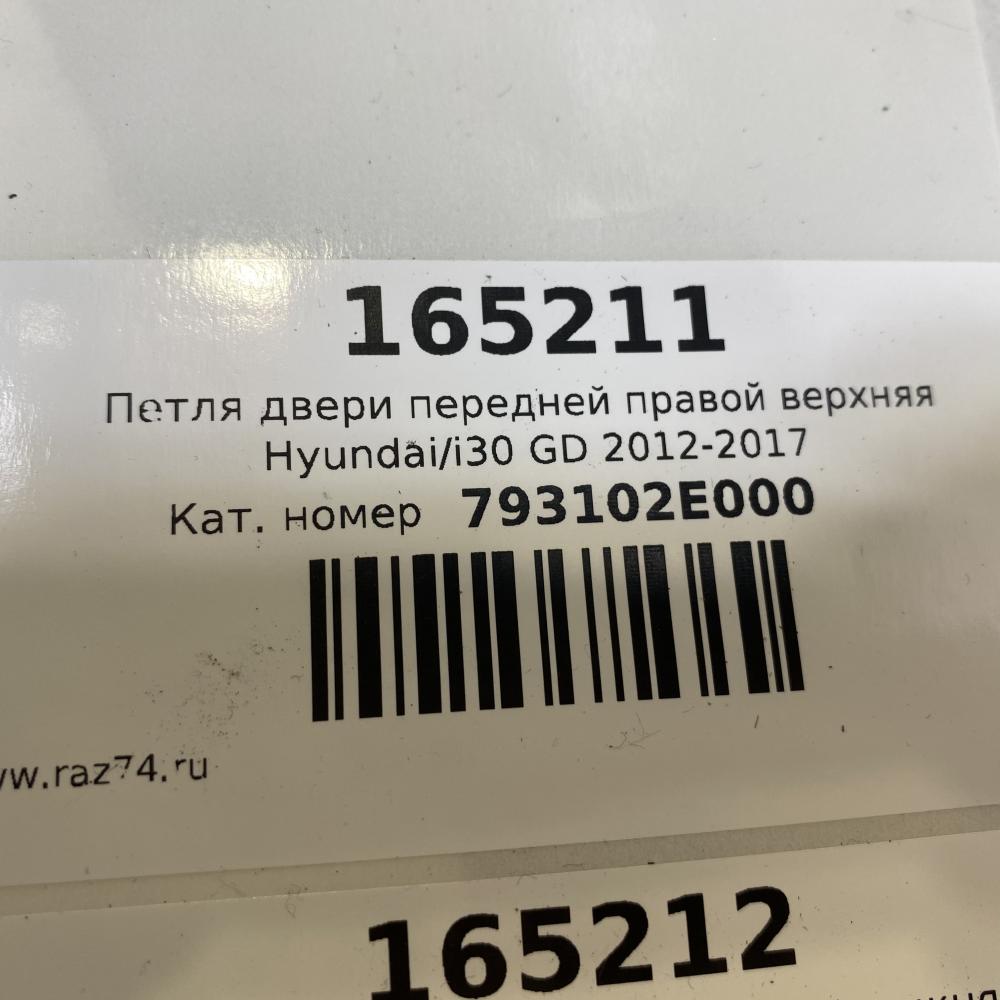 165211
Петля двери передней правой верхняя
Hyundai/i30 GD 2012-2017
Кат. номер 793102E000
w.raz74.ru
165212